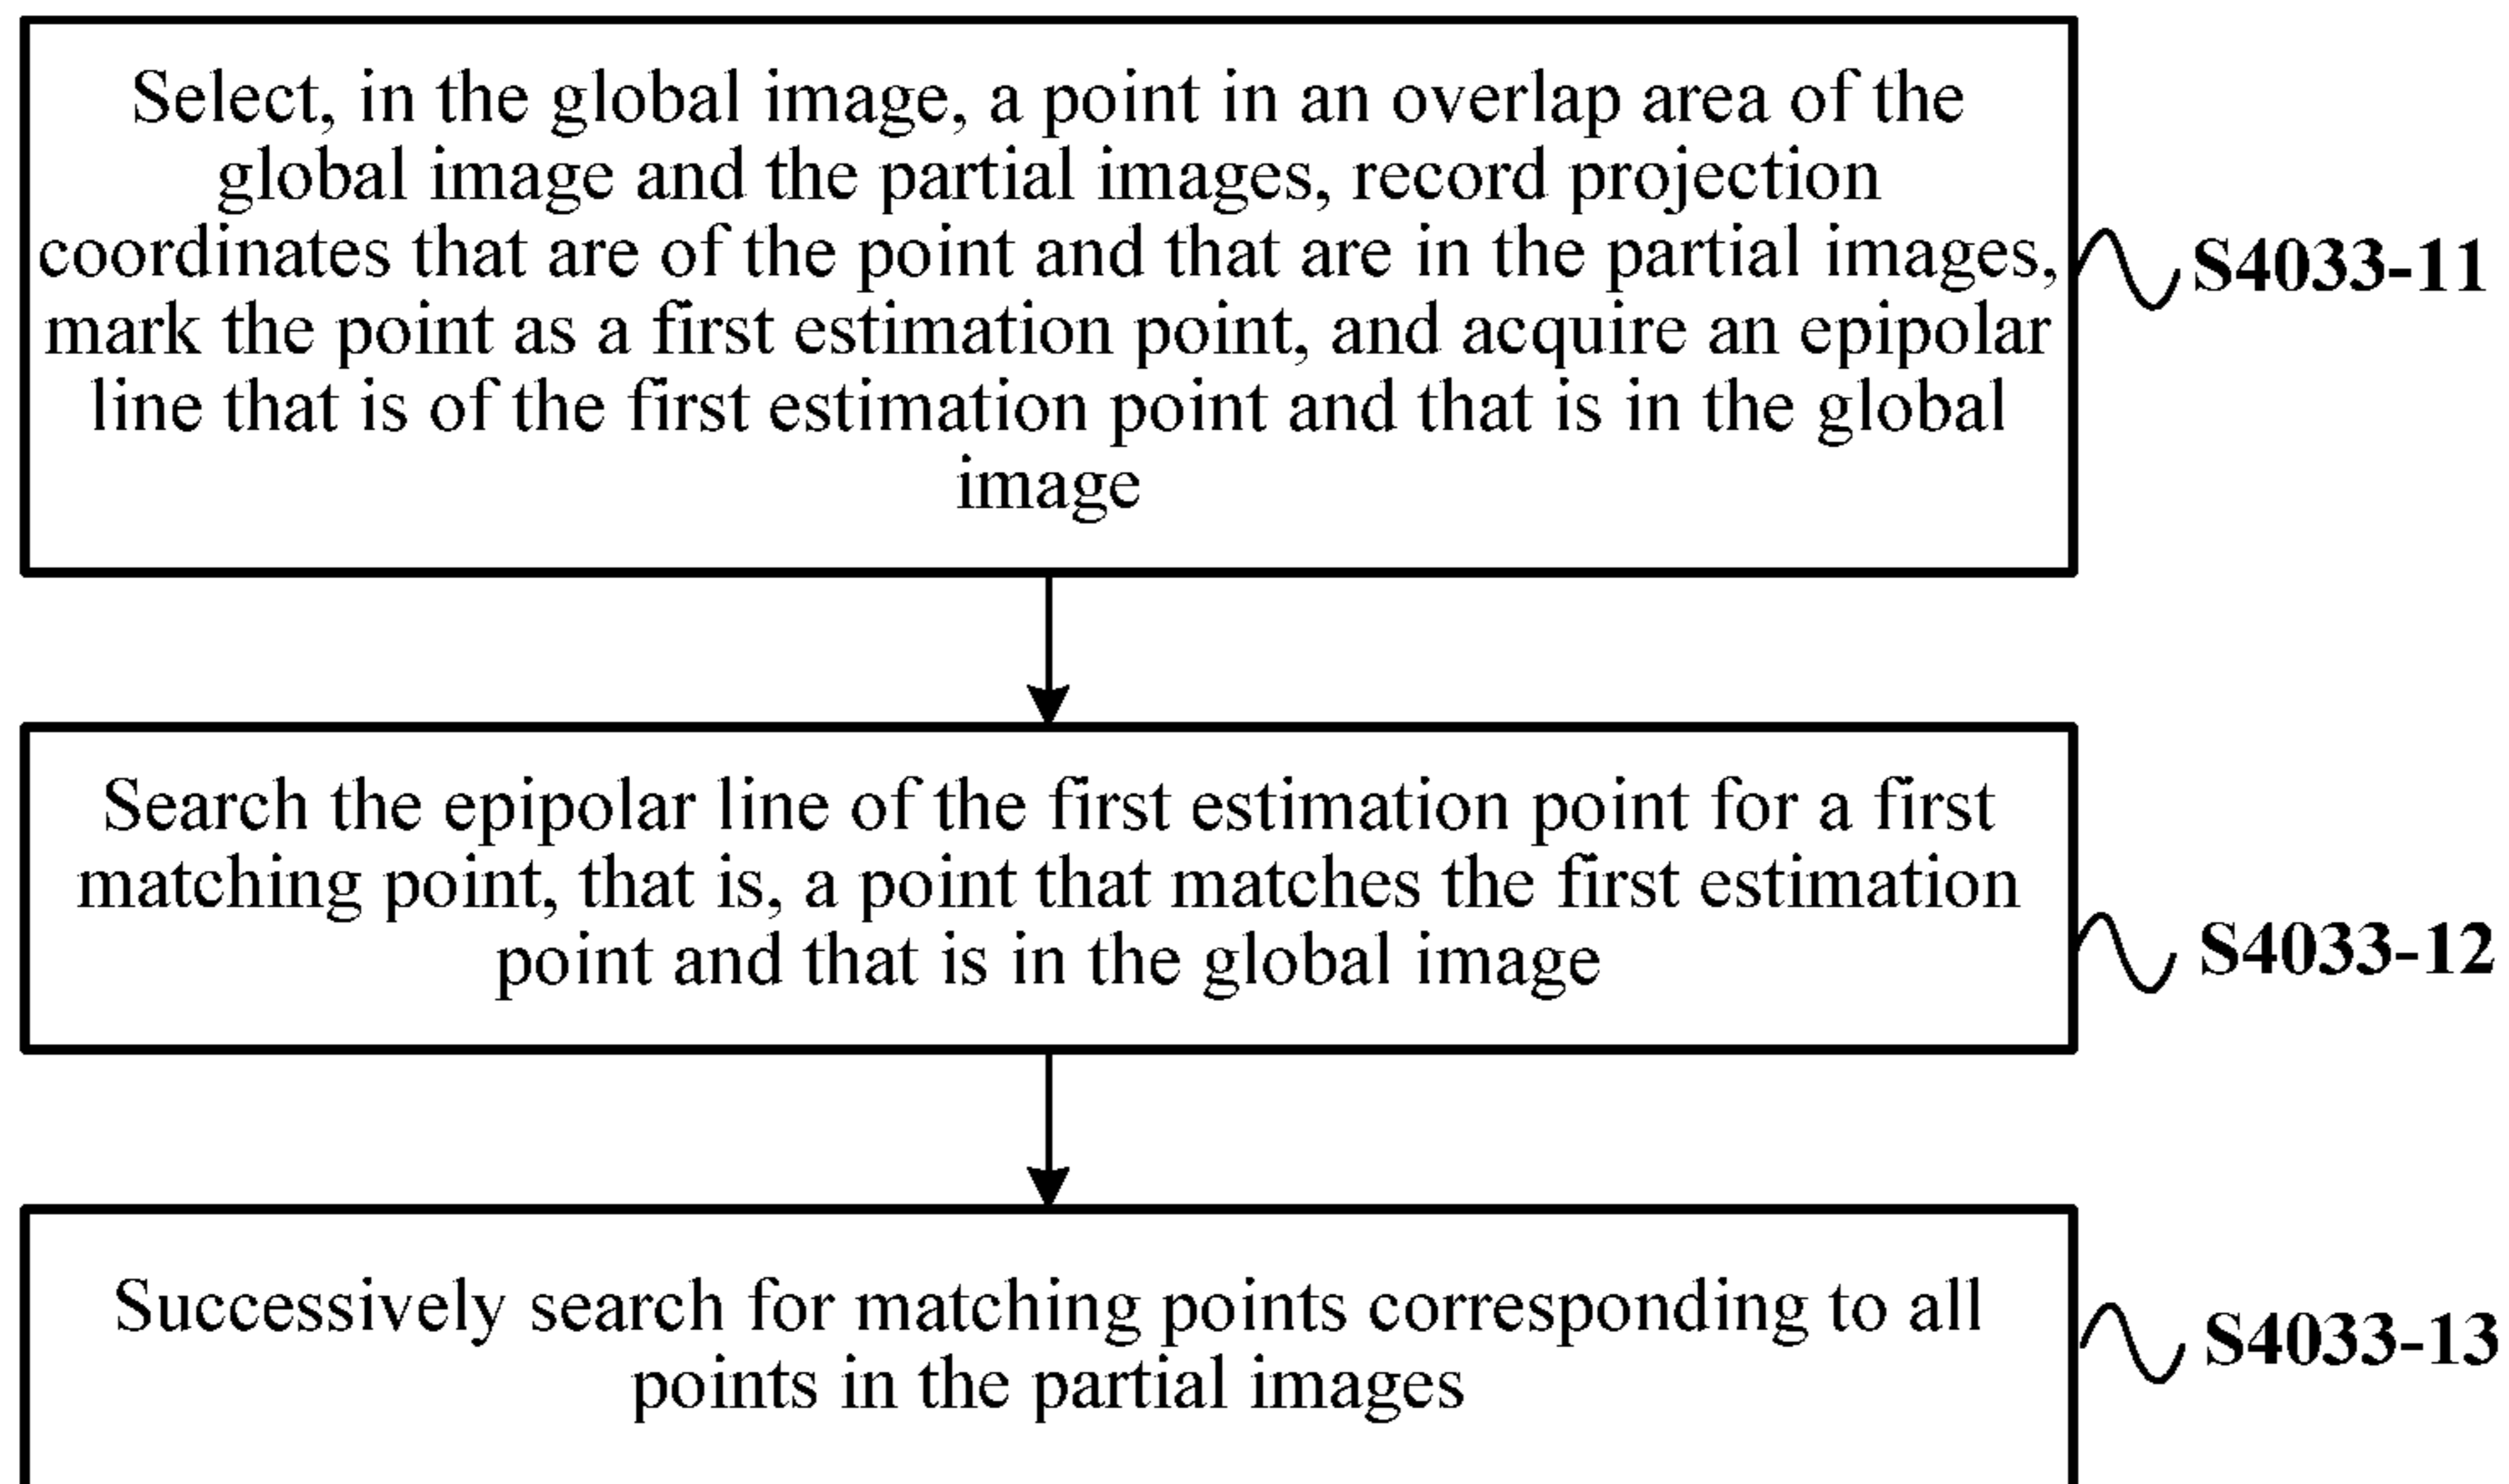 Select, in the global image, a point in an overlap area of the
global image and the partial images, record projection
coordinates that are of the point and that are in the partial images,
mark the point as a first estimation point, and acquire an epipolar
line that is of the first estimation point and that is in the global
image
S4033-11
Search the epipolar line of the first estimation point for a first
matching point, that is, a point that matches the first estimation
point and that is in the global image
S4033-12
Successively search for matching points corresponding to all
points in the partial images
S4033-13